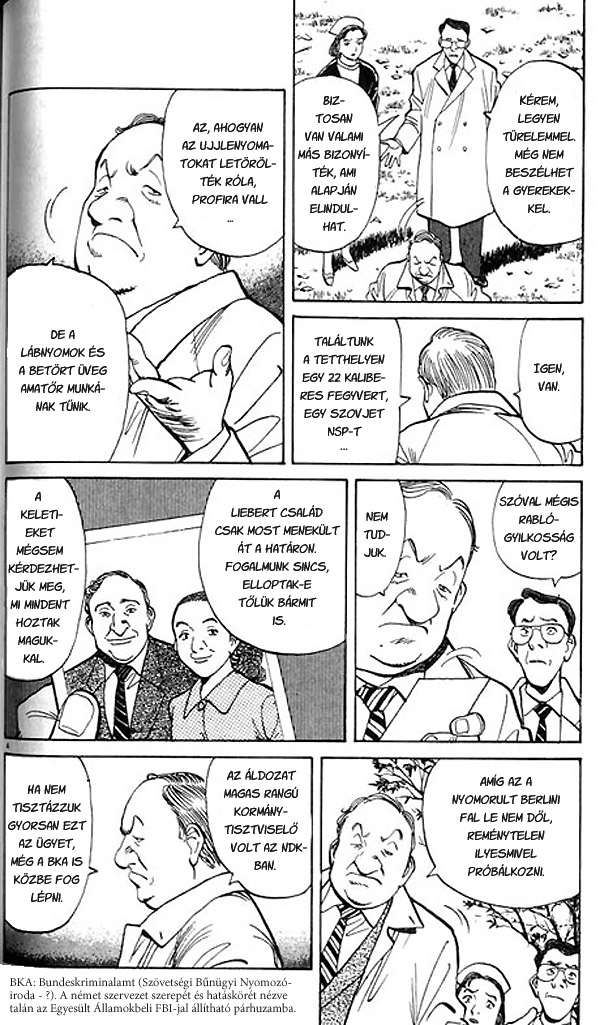 KÉREM,
LEGYEN
TÜRELEMMEL.
MÉG NEM
BESZÉLHET
A GYEREKEK-
KEL.
BIZ-
TOSAN
VAN VALAMI
MÁS BIZONYÍ-
TÉK, AMI
ALAPJÁN
ELINDUL-
HAT.
IGEN,
VAN.
TALÁLTUNK
A TETTHELYEN
EGY 22 KALIBE-
RES FEGYVERT,
EGY SZOVJET
NSP-T
...
AZ, AHOGYAN
AZ UJJLENYOMA-
TOKAT LETÖRÖL-
TÉK RÓLA,
PROFIRA VALL
...
DE A
LÁBNYOMOK ÉS
A BETÖRT ÜVEG
AMATŐR MUNKÁ-
NAK TŰNIK.
SZÓVAL MÉGIS
RABLÓ-
GYILKOSSÁG
VOLT?
NEM
TUD-
JUK.
A
LIEBERT CSALÁD
CSAK MOST MENEKÜLT
ÁT A HATÁRON.
FOGALMUNK SINCS,
ELLOPTAK-E
TŐLÜK BÁRMIT
IS.
A
KELETI-
EKET
MÉGSEM
KÉRDEZHET-
JÜK MEG,
MI MINDENT
HOZTAK
MAGUK-
KAL.
4
AMÍG AZ A
NYOMORULT BERLINI
FAL LE NEM DŐL,
REMÉNYTELEN
ILYESMIVEL
PRÓBÁLKOZNI.
AZ ÁLDOZAT
MAGAS RANGÚ
KORMÁNY-
TISZTVISELŐ
VOLT AZ NDK-
BAN.
HA NEM
TISZTÁZZUK
GYORSAN EZT
AZ ÜGYET,
MÉG A BKA IS
KÖZBE FOG
LÉPNI.
BKA: Bundeskriminalamt (Szövetségi Bűnügyi Nyomozó-
iroda - ?). A német szervezet szerepét és hatáskörét nézve
talán az Egyesült Államokbeli FBI-jal állítható párhuzamba.